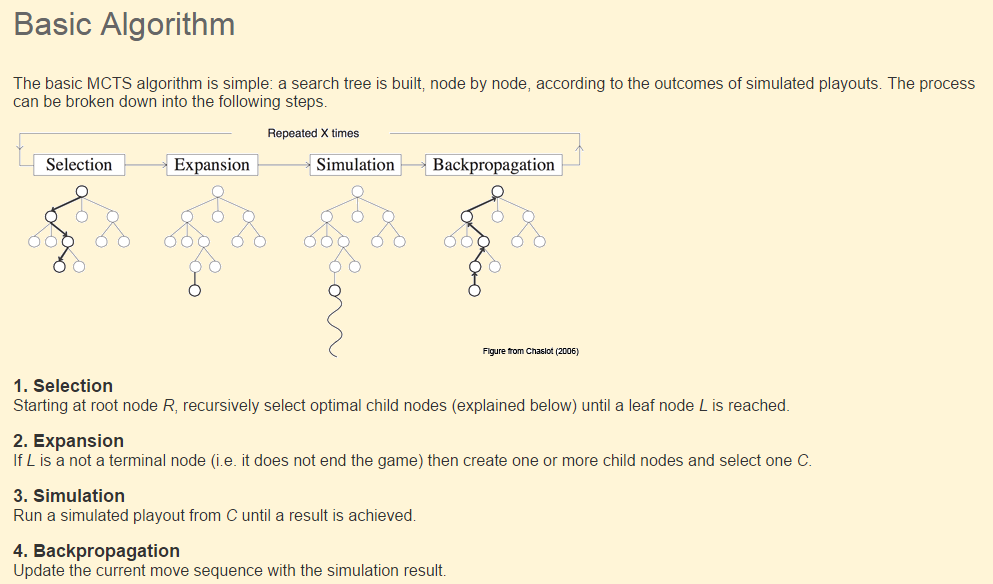 Basic Algorithm
The basic MCTS algorithm is simple: a search tree is built, node by node, according to the outcomes of simulated playouts. The process
can be broken down into the following steps.
Repeated X times
Selection Expansion Simulation Backpropagation
Figure from Chaslot (2006)
1. Selection
Starting at root node R, recursively select optimal child nodes (explained below) until a leaf node L is reached.
2. Expansion
If L is a not a terminal node (i.e. it does not end the game) then create one or more child nodes and select one C.
3. Simulation
Run a simulated playout from C until a result is achieved.
4. Backpropagation
Update the current move sequence with the simulation result.